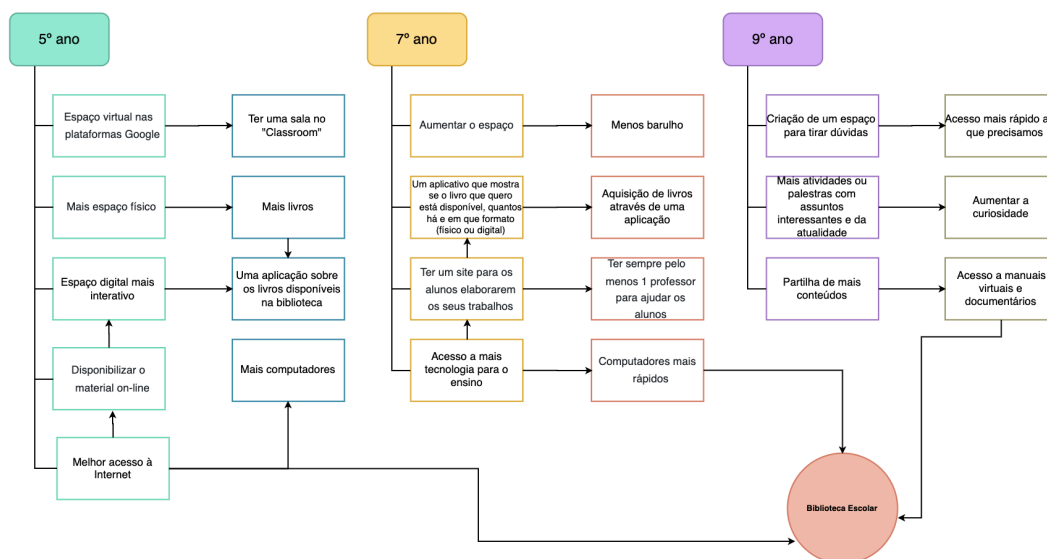 5º ano
7º ano
9º ano
Espaço virtual nas
plataformas Google
Ter uma sala no
"Classroom"
Mais espaço físico
Mais livros
Espaço digital mais
interativo
Uma aplicação sobre
os livros disponíveis
na biblioteca
Disponibilizar o
material on-line
Mais computadores
Melhor acesso à
Internet
Aumentar o espaço
Menos barulho
Um aplicativo que mostra
se o livro que quero
está disponível, quantos
há e em que formato
(físico ou digital)
Aquisição de livros
através de uma
aplicação
Ter um site para os
alunos elaborarem
os seus trabalhos
Ter sempre pelo
menos 1 professor
para ajudar os
alunos
Acesso a mais
tecnologia para o
ensino
Computadores mais
rápidos
Criação de um espaço
para tirar dúvidas
Acesso mais rápido a
que precisamos
Mais atividades ou
palestras com
assuntos
interessantes e da
atualidade
Aumentar a
curiosidade
Partilha de mais
conteúdos
Acesso a manuais
virtuais e
documentários
Biblioteca Escolar